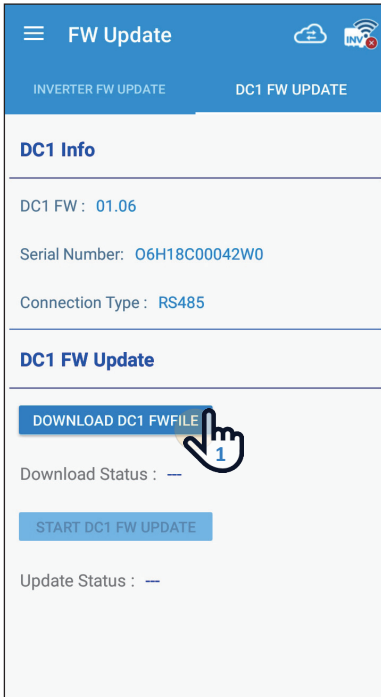 FW Update
INV
INVERTER FW UPDATE
DC1 FW UPDATE
DC1 Info
DC1 FW : 01.06
Serial Number: O6H18C00042W0
Connection Type : RS485
DC1 FW Update
DOWNLOAD DC1 FWFILE
1
Download Status : ---
START DC1 FW UPDATE
Update Status : ---